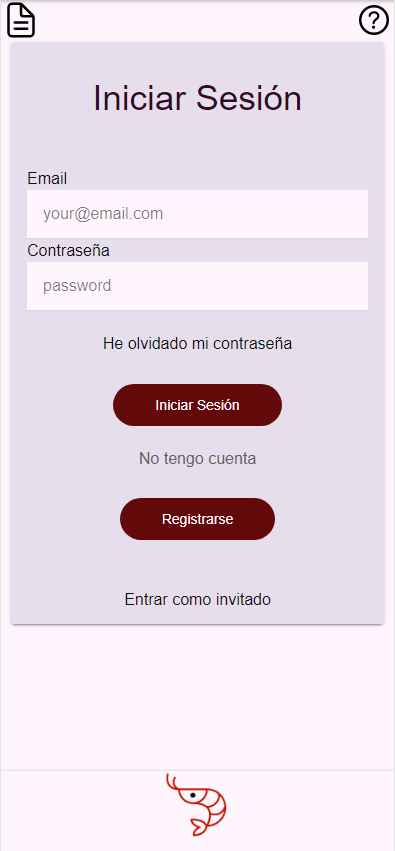 Iniciar Sesión
Email
your@email.com
Contraseña
password
He olvidado mi contraseña
Iniciar Sesión
No tengo cuenta
Registrarse
Entrar como invitado